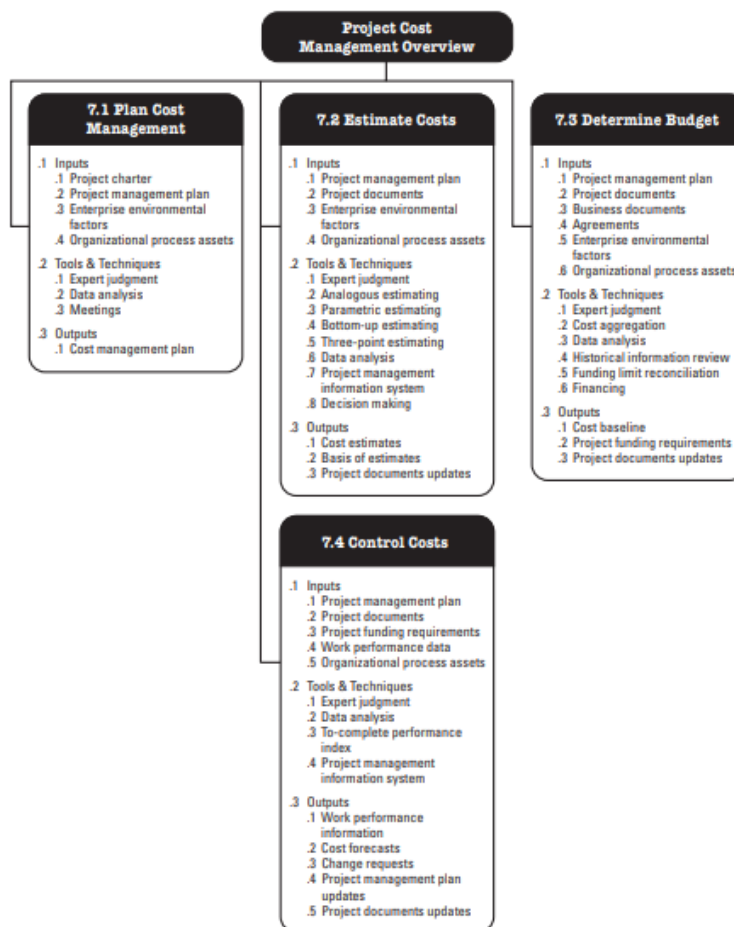 Project Cost
Management Overview
7.1 Plan Cost
Management
.1 Inputs
.1 Project charter
.2 Project management plan
.3 Enterprise environmental
factors
.4 Organizational process assets
.2 Tools & Techniques
.1 Expert judgment
.2 Data analysis
.3 Meetings
.3 Outputs
.1 Cost management plan
7.2 Estimate Costs
.1 Inputs
.1 Project management plan
.2 Project documents
.3 Enterprise environmental
factors
.4 Organizational process assets
.2 Tools & Techniques
.1 Expert judgment
.2 Analogous estimating
.3 Parametric estimating
.4 Bottom-up estimating
.5 Three-point estimating
.6 Data analysis
.7 Project management
information system
.8 Decision making
.3 Outputs
.1 Cost estimates
.2 Basis of estimates
.3 Project documents updates
7.3 Determine Budget
.1 Inputs
.1 Project management plan
.2 Project documents
.3 Business documents
.4 Agreements
.5 Enterprise environmental
factors
.6 Organizational process assets
.2 Tools & Techniques
.1 Expert judgment
.2 Cost aggregation
.3 Data analysis
.4 Historical information review
.5 Funding limit reconciliation
.6 Financing
.3 Outputs
.1 Cost baseline
.2 Project funding requirements
.3 Project documents updates
7.4 Control Costs
.1 Inputs
.1 Project management plan
.2 Project documents
.3 Project funding requirements
.4 Work performance data
.5 Organizational process assets
.2 Tools & Techniques
.1 Expert judgment
.2 Data analysis
.3 To-complete performance
index
.4 Project management
information system
.3 Outputs
.1 Work performance
information
.2 Cost forecasts
.3 Change requests
.4 Project management plan
updates
.5 Project documents updates